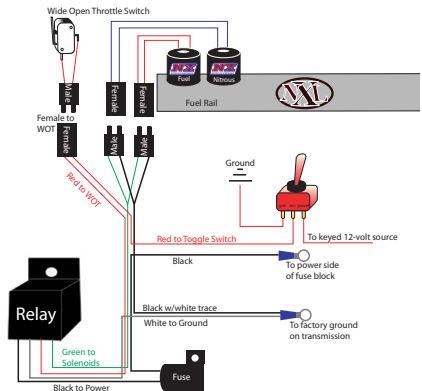 Wide Open Throttle Switch
NX
Fuel
NX
Nitrous
Male
Female
Female
Fuel Rail
Female to
WOT
Female
Male
Male
Red to WOT
Ground
Red to Toggle Switch
To keyed 12-volt source
Black
To power side
of fuse block
Relay
Black w/white trace
White to Ground
To factory ground
on transmission
Green to
Solenoids
Fuse
Black to Power